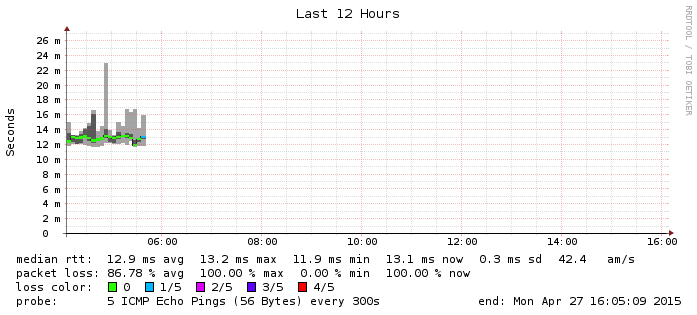 Last 12 Hours
RRDTOOL / TOBI OETIKER
Seconds
26 m
24 m
22 m
20 m
18 m
16 m
14 m
12 m
10 m
8 m
6 m
4 m
2 m
0
06:00 08:00 10:00 12:00 14:00 16:00
median rtt: 12.9 ms avg 13.2 ms max 11.9 ms min 13.1 ms now 0.3 ms sd 42.4 am/s
packet loss: 86.78 % avg 100.00 % max 0.00 % min 100.00 % now
loss color: 0 1/5 2/5 3/5 4/5
probe: 5 ICMP Echo Pings (56 Bytes) every 300s end: Mon Apr 27 16:05:09 2015